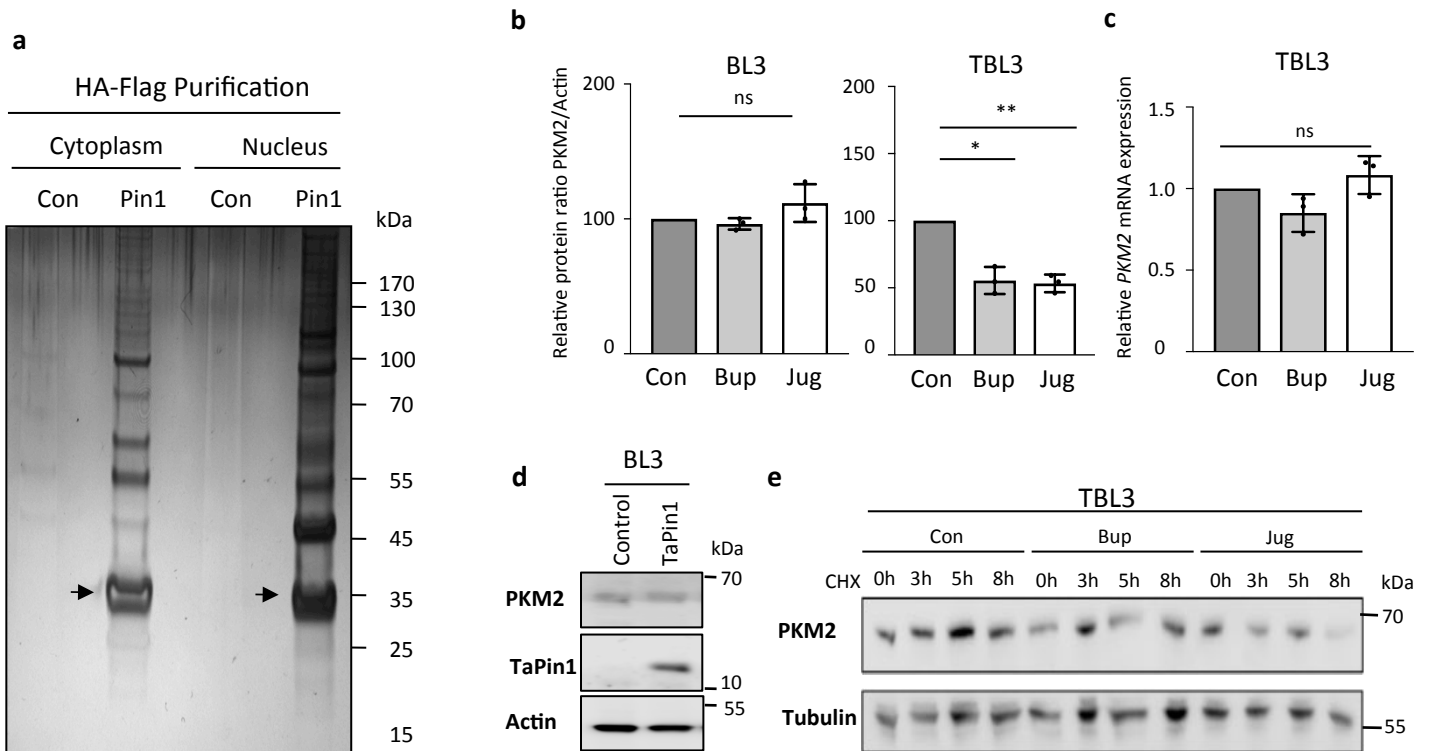 a
HA-Flag Purification
Cytoplasm Nucleus
Con Pin1 Con Pin1
kDa
170
130
100
70
55
45
35
25
15
b
BL3
Relative protein ratio PKM2/Actin
200
100
0
ns
Con Bup Jug
TBL3
200
150
100
50
0
**
*
Con Bup Jug
c
TBL3
Relative PKM2 mRNA expression
1.5
1.0
0.5
0
ns
Con Bup Jug
d
BL3
Control
TaPin1
kDa
PKM2
70
TaPin1
10
Actin
55
e
TBL3
Con Bup Jug
CHX 0h 3h 5h 8h 0h 3h 5h 8h 0h 3h 5h 8h kDa
PKM2
70
Tubulin
55